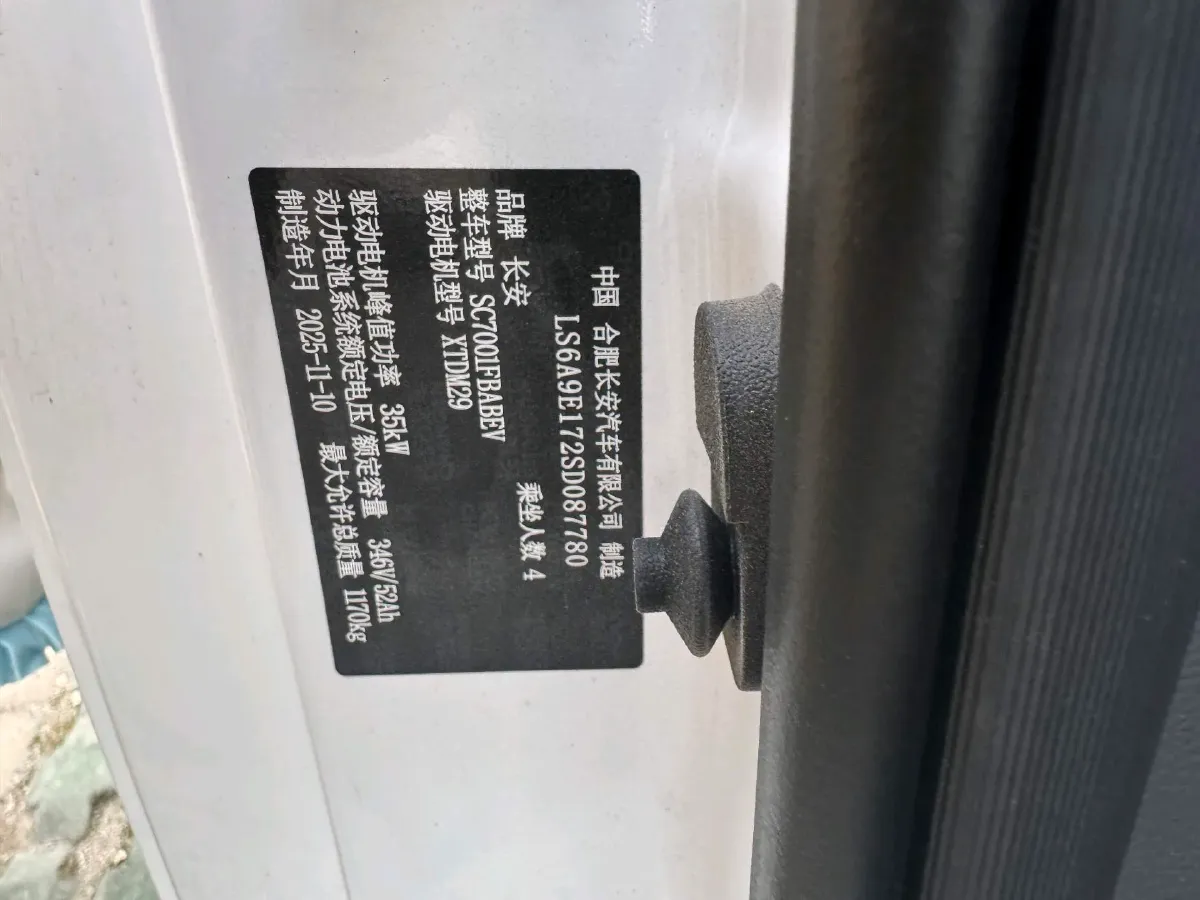 中国 合肥长安汽车有限公司 制造
LS6A9E172SD087780
品牌 长安 乘坐人数 4
整车型号 SC7001FBABEV
驱动电机型号 XTDM29
驱动电机峰值功率 35kW
动力电池系统额定电压/额定容量 346V/52Ah
制造年月 2025-11-10 最大允许总质量 1170kg